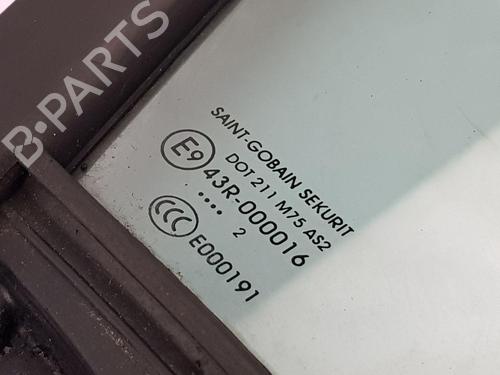 B-PARTS
SAINT-GOBAIN SEKURIT
DOT 211 M75 AS2
E9 43R-000016
.... 2
CCC E000191